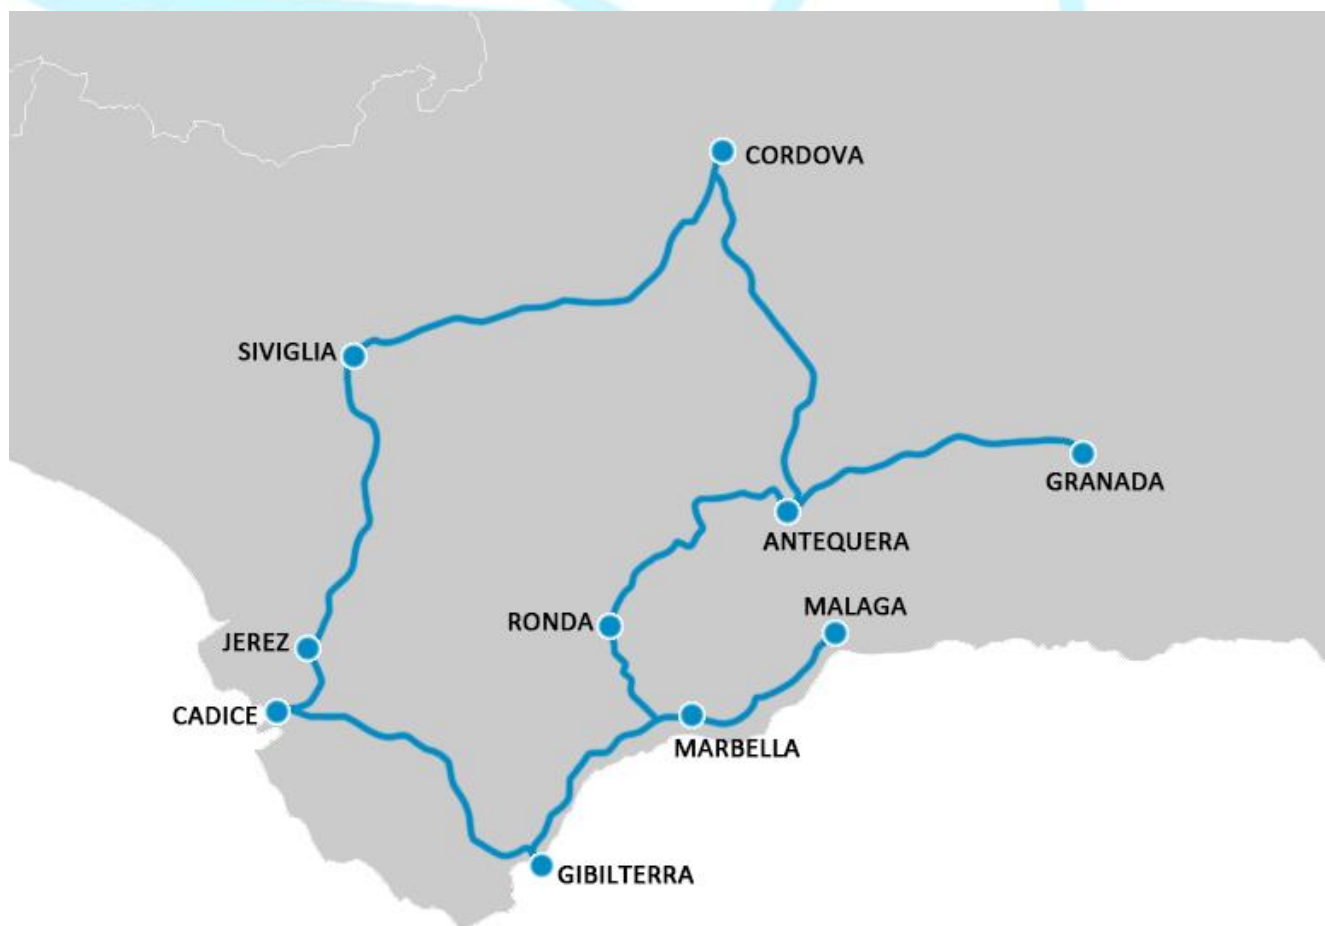 CORDOVA
SIVIGLIA
GRANADA
ANTEQUERA
MALAGA
RONDA
JEREZ
CADICE
MARBELLA
GIBILTERRA